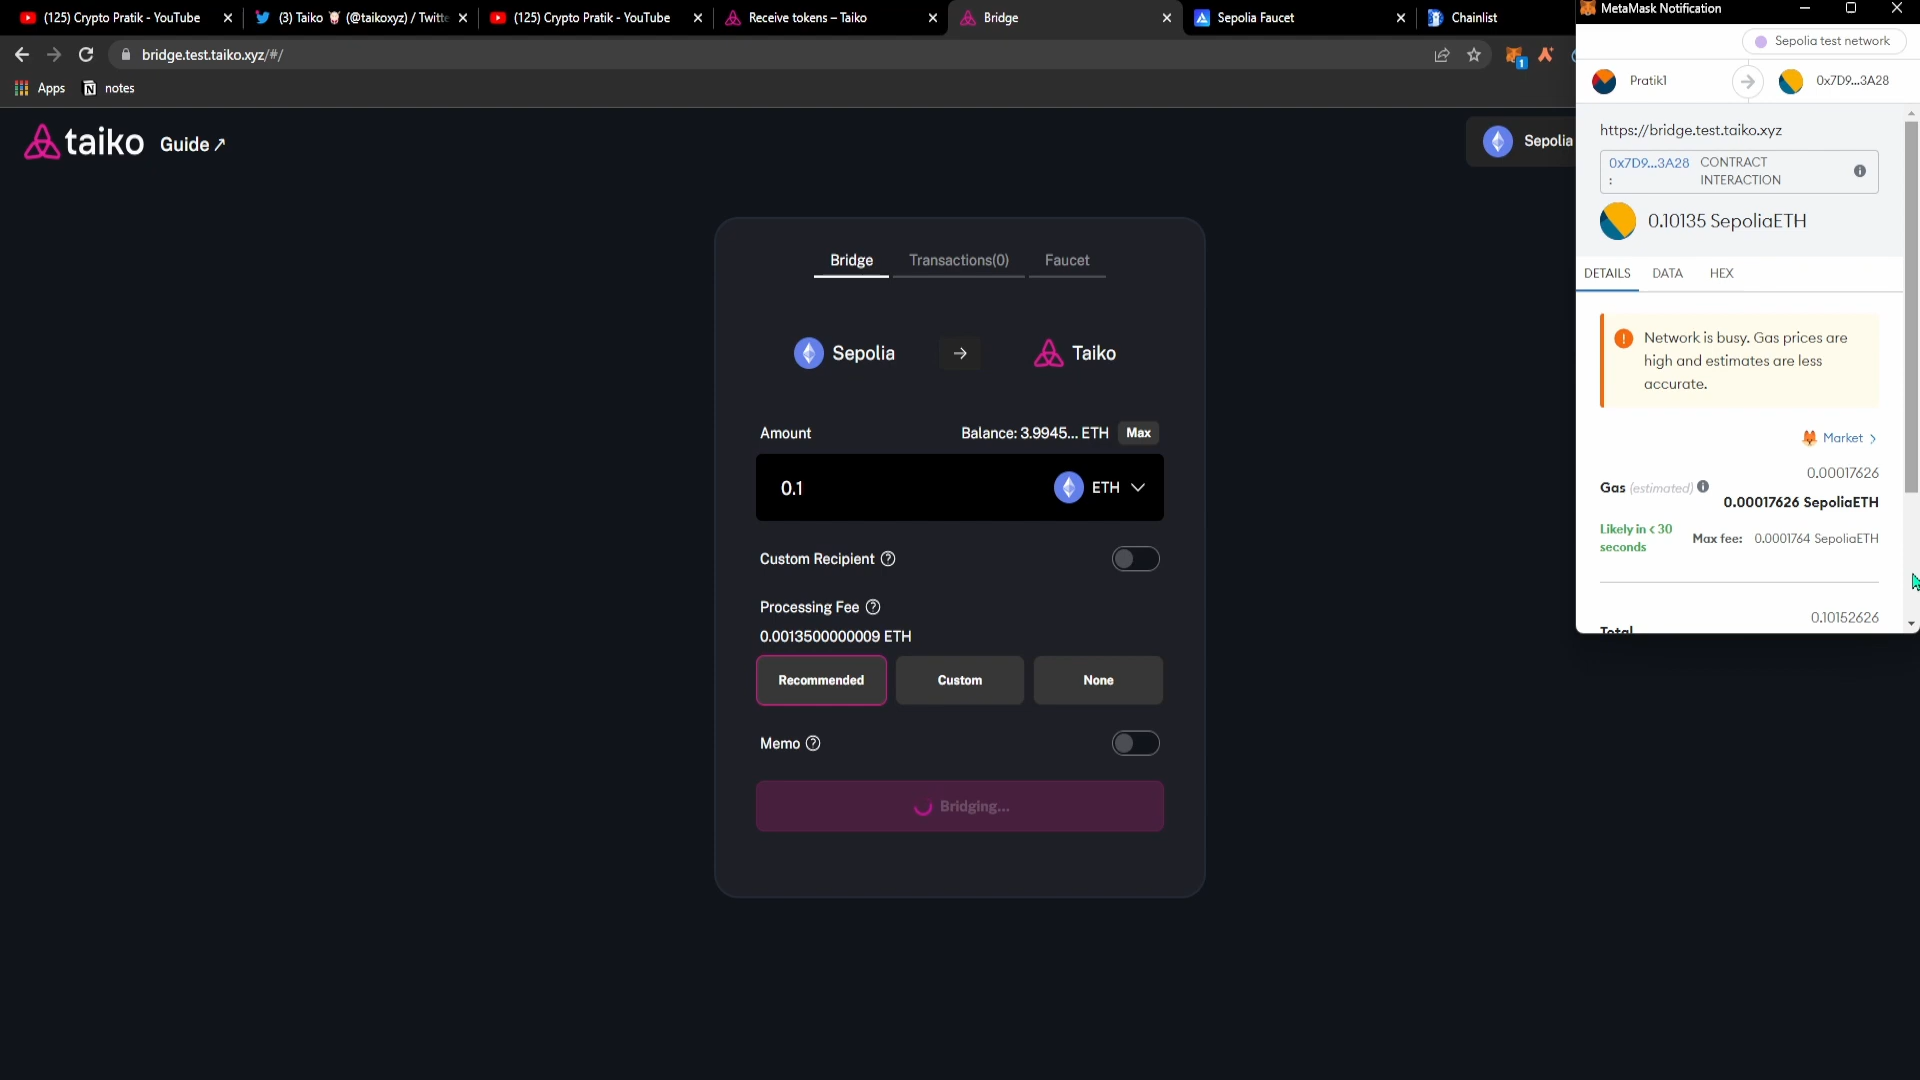 (125) Crypto Pratik - YouTube
(3) Taiko (@taikoxyz) / Twitte
(125) Crypto Pratik - YouTube
Receive tokens – Taiko
Bridge
Sepolia Faucet
Chainlist
MetaMask Notification
bridge.test.taiko.xyz/#/
1
Apps
notes
taiko
Guide ↗
Sepolia
Bridge
Transactions(0)
Faucet
Sepolia
→
Taiko
Amount
Balance: 3.9945... ETH
Max
0.1
ETH
Custom Recipient
Processing Fee
0.0013500000009 ETH
Recommended
Custom
None
Memo
Bridging...
Sepolia test network
Pratik1
0x7D9...3A28
https://bridge.test.taiko.xyz
0x7D9...3A28 :
CONTRACT INTERACTION
0.10135 SepoliaETH
DETAILS
DATA
HEX
Network is busy. Gas prices are
high and estimates are less
accurate.
Market >
0.00017626
Gas (estimated)
0.00017626 SepoliaETH
Likely in < 30
seconds
Max fee: 0.0001764 SepoliaETH
0.10152626
Total